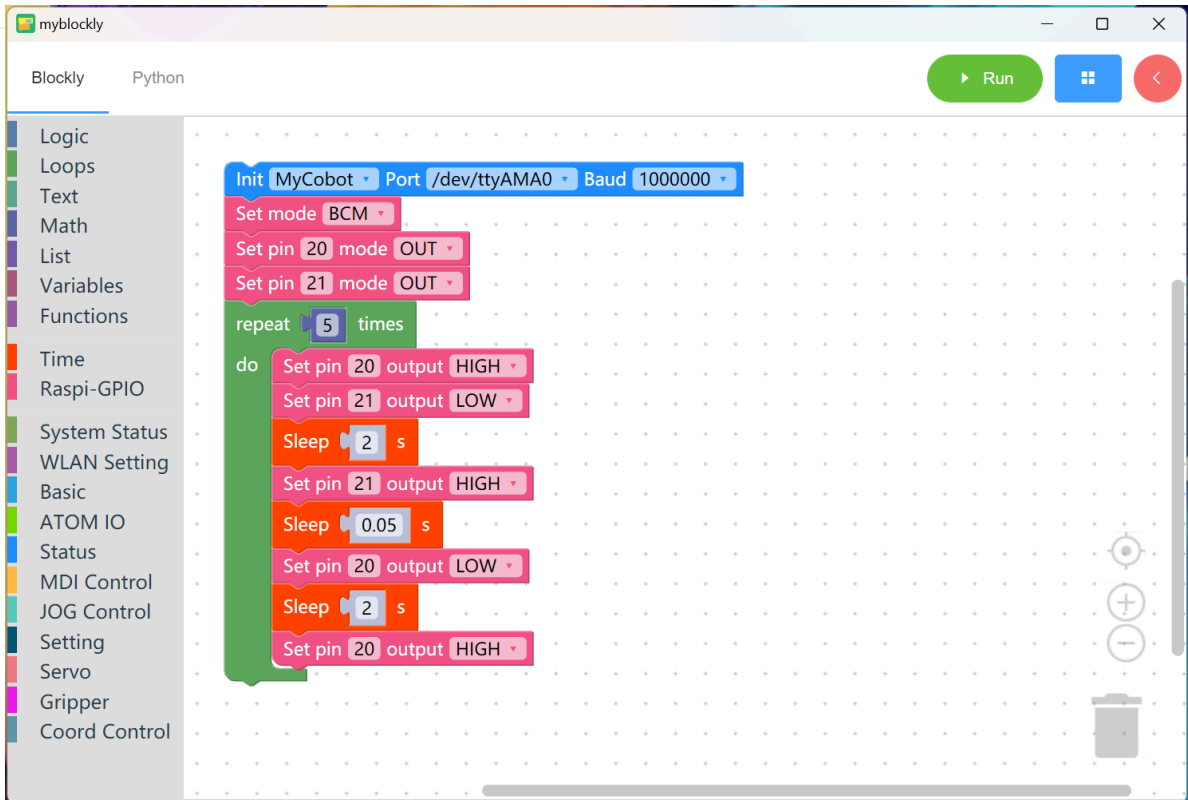 myblockly
Blockly
Python
Run
Logic
Loops
Text
Math
List
Variables
Functions
Time
Raspi-GPIO
System Status
WLAN Setting
Basic
ATOM IO
Status
MDI Control
JOG Control
Setting
Servo
Gripper
Coord Control
Init MyCobot Port /dev/ttyAMA0 Baud 1000000
Set mode BCM
Set pin 20 mode OUT
Set pin 21 mode OUT
repeat 5 times
do
Set pin 20 output HIGH
Set pin 21 output LOW
Sleep 2 s
Set pin 21 output HIGH
Sleep 0.05 s
Set pin 20 output LOW
Sleep 2 s
Set pin 20 output HIGH